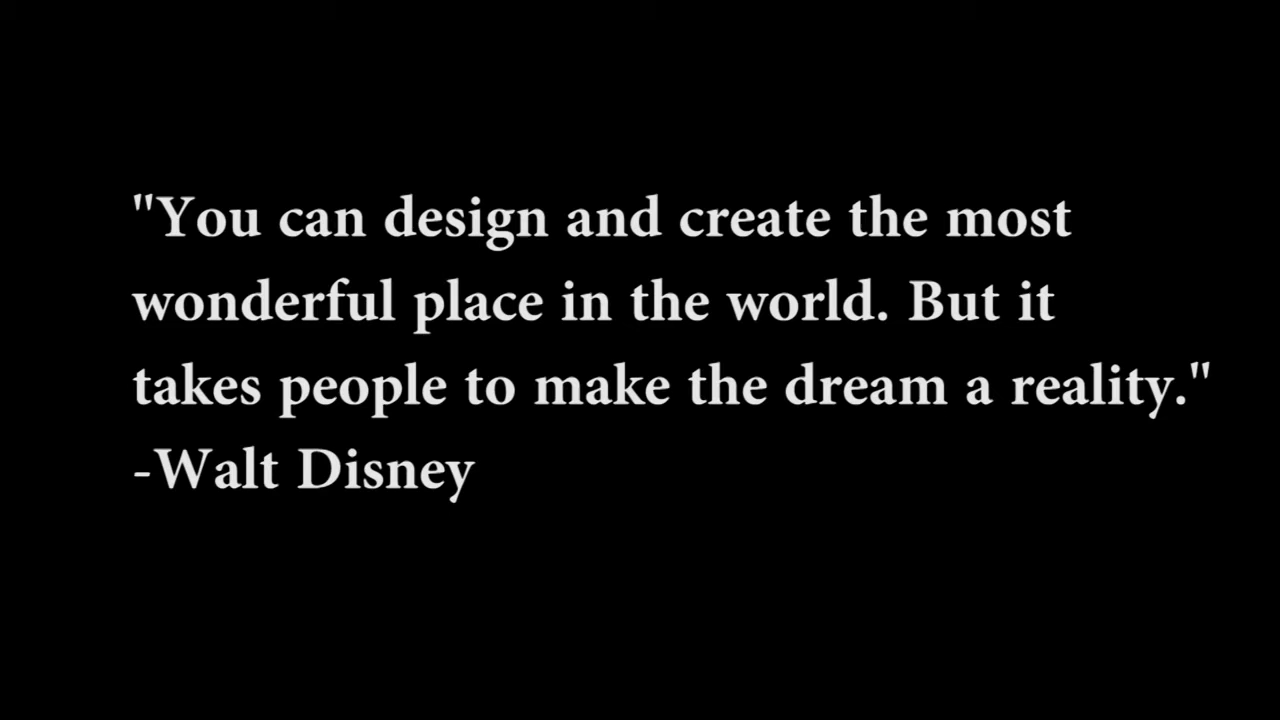 "You can design and create the most
wonderful place in the world. But it
takes people to make the dream a reality."
-Walt Disney